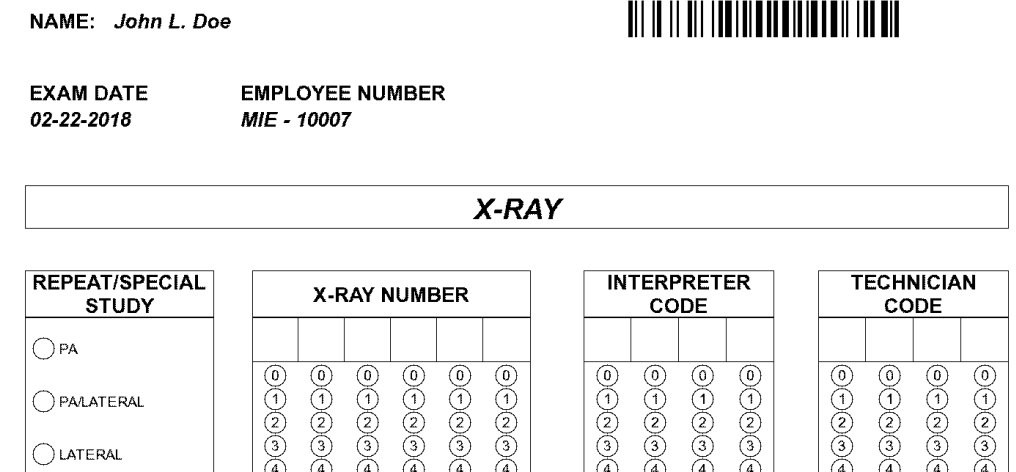 NAME: John L. Doe
EXAM DATE EMPLOYEE NUMBER
02-22-2018 MIE - 10007
X-RAY
REPEAT/SPECIAL STUDY
X-RAY NUMBER
INTERPRETER CODE
TECHNICIAN CODE
PA
0 0 0 0 0 0 0 0 0 0 0 0 0 0
PA/LATERAL 1 1 1 1 1 1 1 1 1 1 1 1 1 1
2 2 2 2 2 2 2 2 2 2 2 2 2 2
LATERAL 3 3 3 3 3 3 3 3 3 3 3 3 3 3
4 4 4 4 4 4 4 4 4 4 4 4 4 4